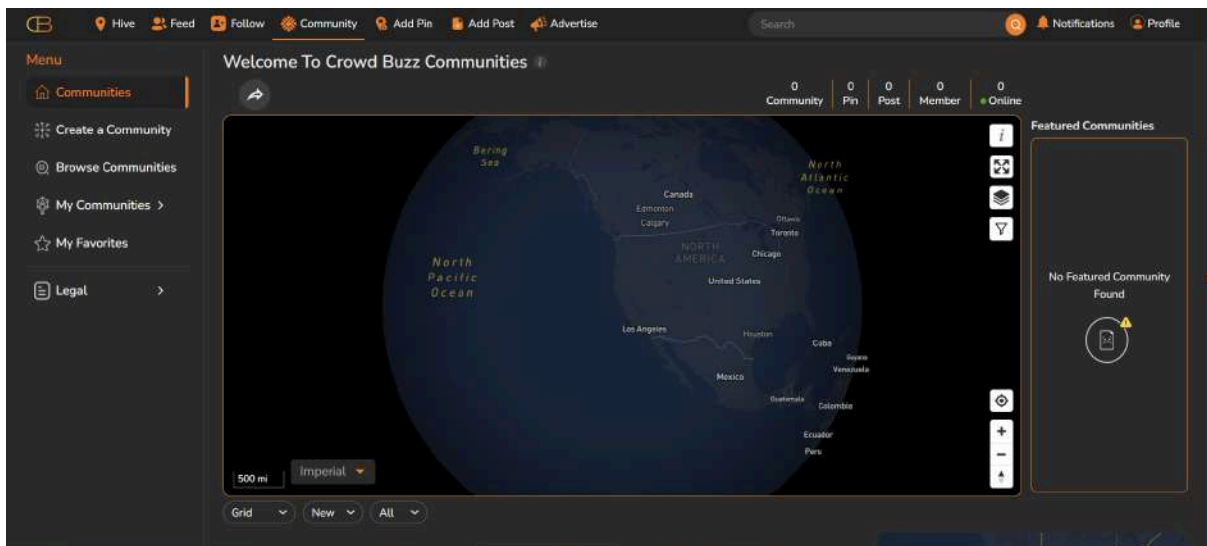 CB
Hive Feed Follow Community Add Pin Add Post Advertise Search Notifications Profile
Menu
Communities
Create a Community
Browse Communities
My Communities >
My Favorites
Legal >
Welcome To Crowd Buzz Communities i
0 Community
0 Pin
0 Post
0 Member
0 Online
Bering
Sea
North
Atlantic
Ocean
Canada
Edmonton
Calgary
Ottawa
Toronto
NORTH
AMERICA
Chicago
North
Pacific
Ocean
United States
Los Angeles
Houston
Cuba
Guyana
Venezuela
Mexico
Guatemala
Colombia
Ecuador
Peru
i
+
−
500 mi
Imperial
Featured Communities
No Featured Community
Found
Grid New All